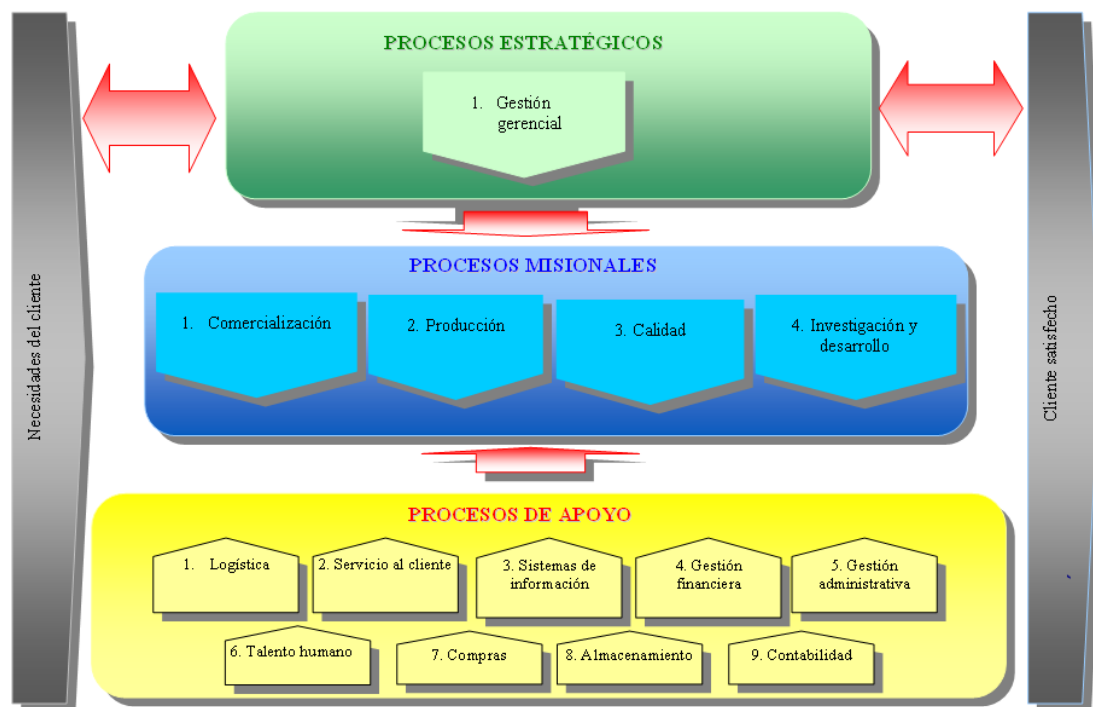 PROCESOS ESTRATÉGICOS
1. Gestión
gerencial
Necesidades del cliente
PROCESOS MISIONALES
1. Comercialización
2. Producción
3. Calidad
4. Investigación y
desarrollo
Cliente satisfecho
PROCESOS DE APOYO
1. Logística
2. Servicio al cliente
3. Sistemas de
información
4. Gestión
financiera
5. Gestión
administrativa
6. Talento humano
7. Compras
8. Almacenamiento
9. Contabilidad